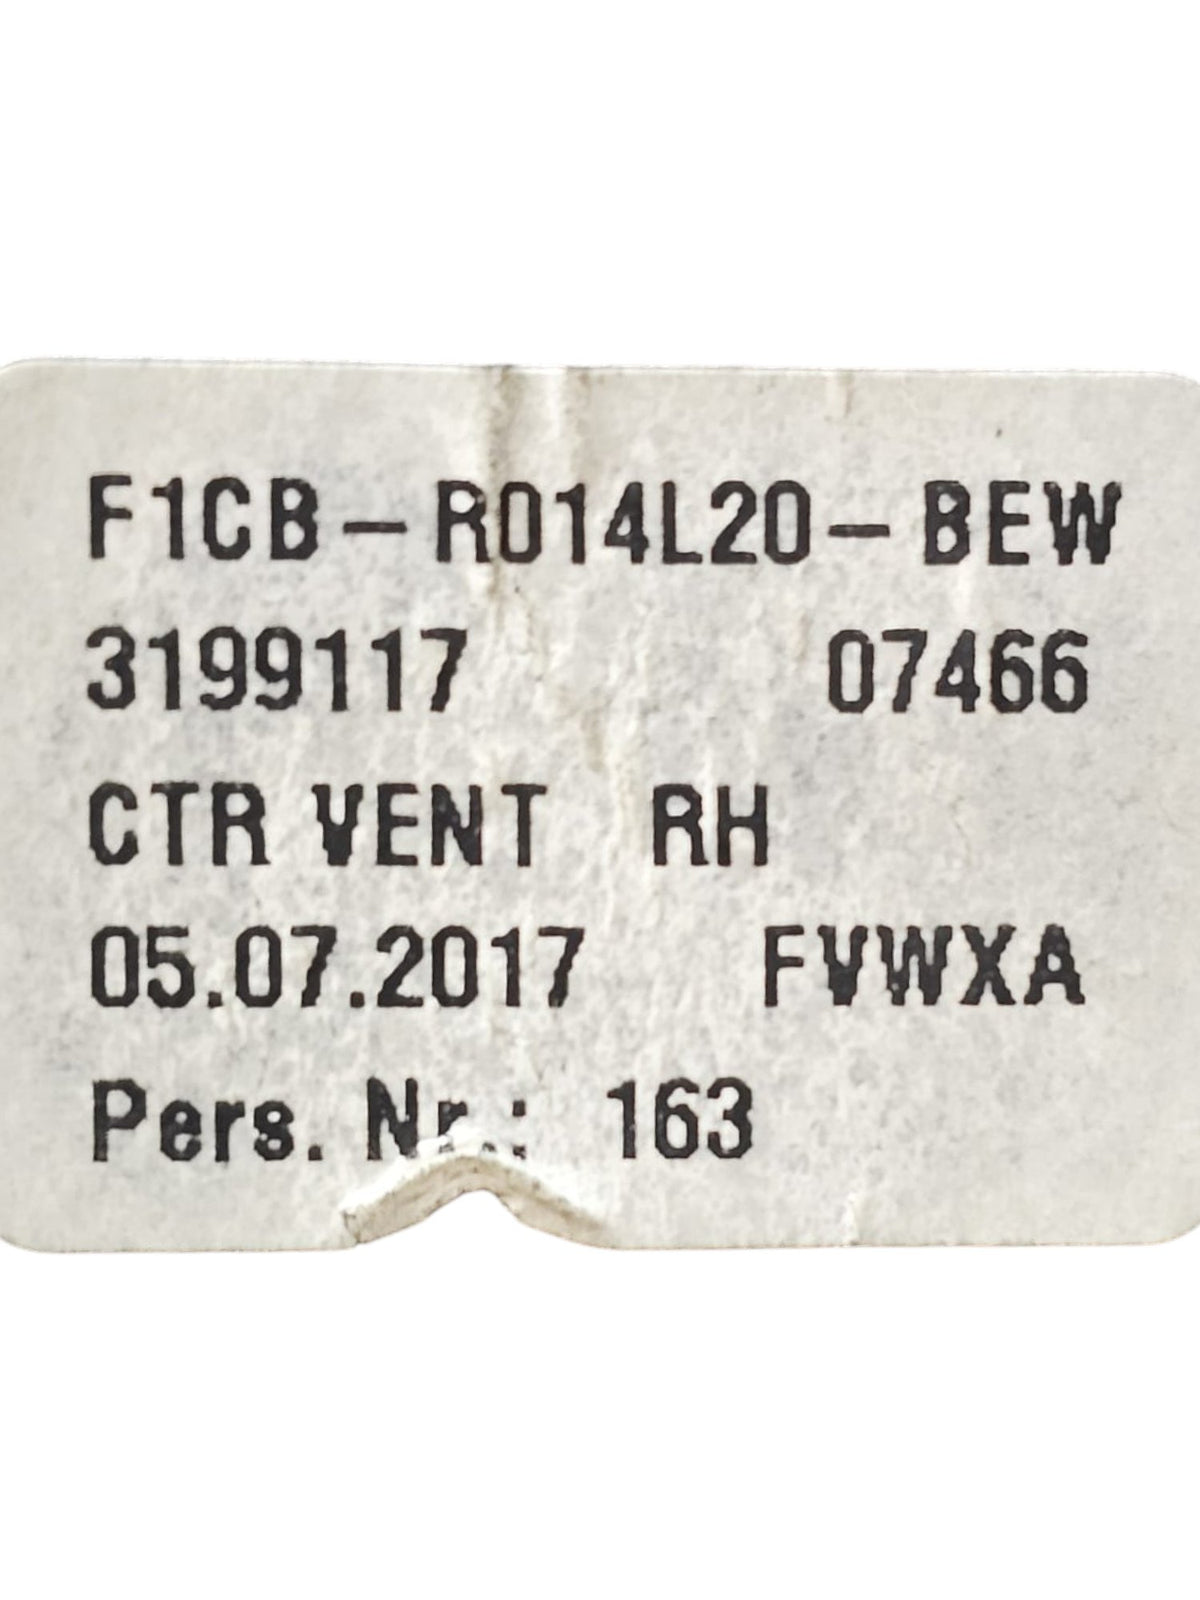 F1CB-R014L20-BEW
3199117 07466
CTR VENT RH
05.07.2017 FVWXA
Pers. Nr.: 163